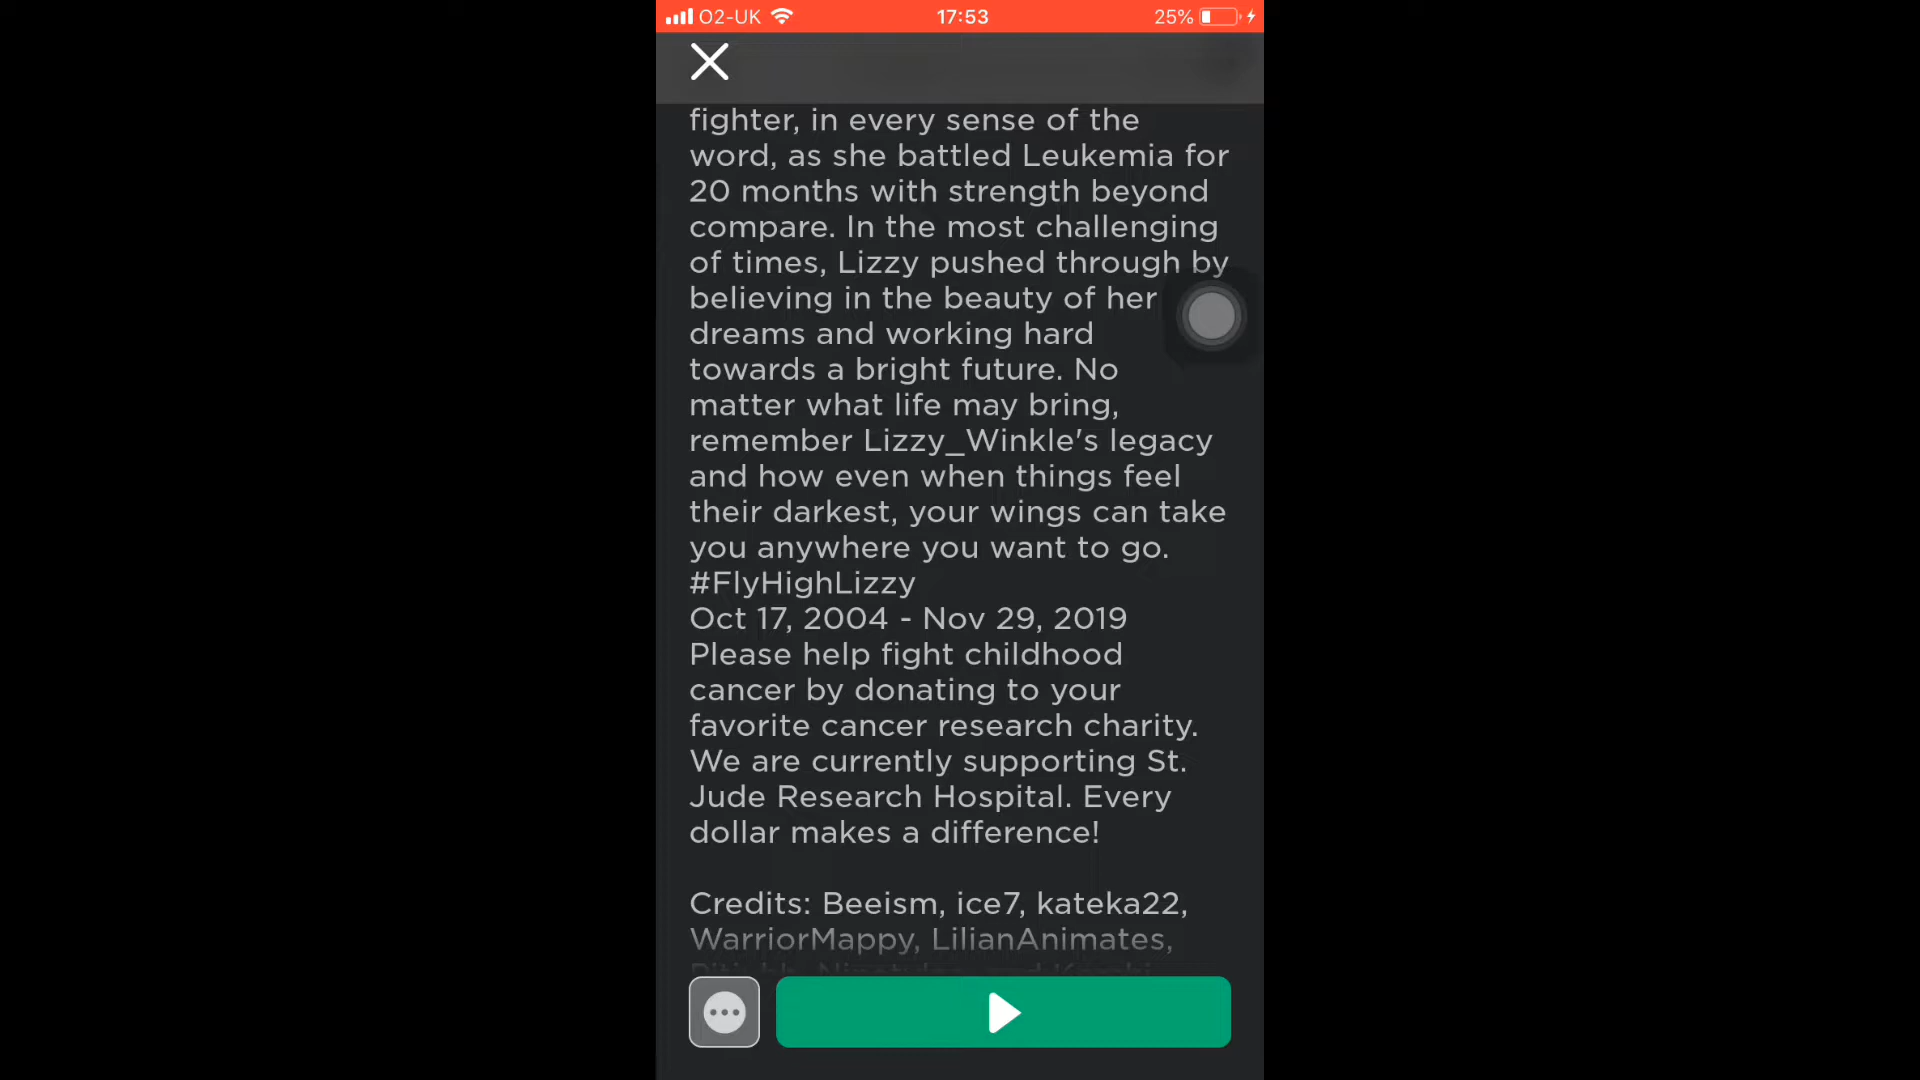 O2-UK 17:53 25%
fighter, in every sense of the
word, as she battled Leukemia for
20 months with strength beyond
compare. In the most challenging
of times, Lizzy pushed through by
believing in the beauty of her
dreams and working hard
towards a bright future. No
matter what life may bring,
remember Lizzy_Winkle's legacy
and how even when things feel
their darkest, your wings can take
you anywhere you want to go.
#FlyHighLizzy
Oct 17, 2004 - Nov 29, 2019
Please help fight childhood
cancer by donating to your
favorite cancer research charity.
We are currently supporting St.
Jude Research Hospital. Every
dollar makes a difference!
Credits: Beeism, ice7, kateka22,
WarriorMappy, LilianAnimates,